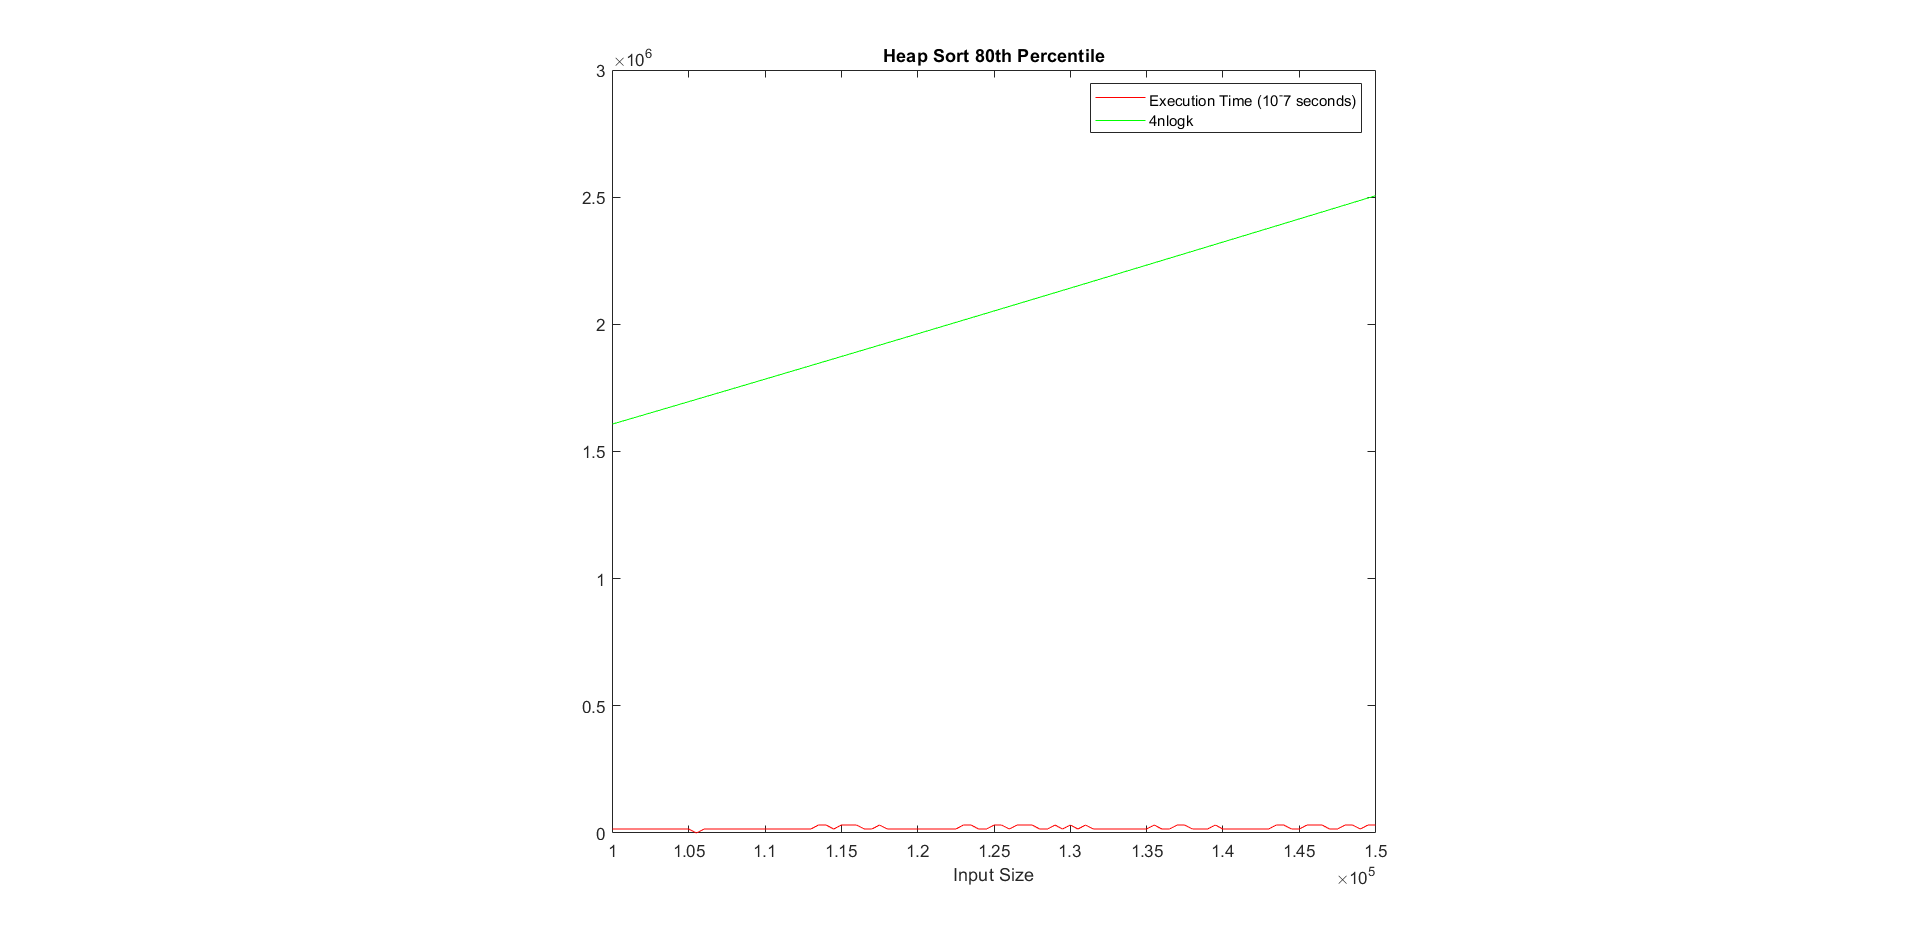 Heap Sort 80th Percentile
×10^6
3
2.5
2
1.5
1
0.5
0
Execution Time (10^-7 seconds)
4nlogk
1 1.05 1.1 1.15 1.2 1.25 1.3 1.35 1.4 1.45 1.5
Input Size
×10^5